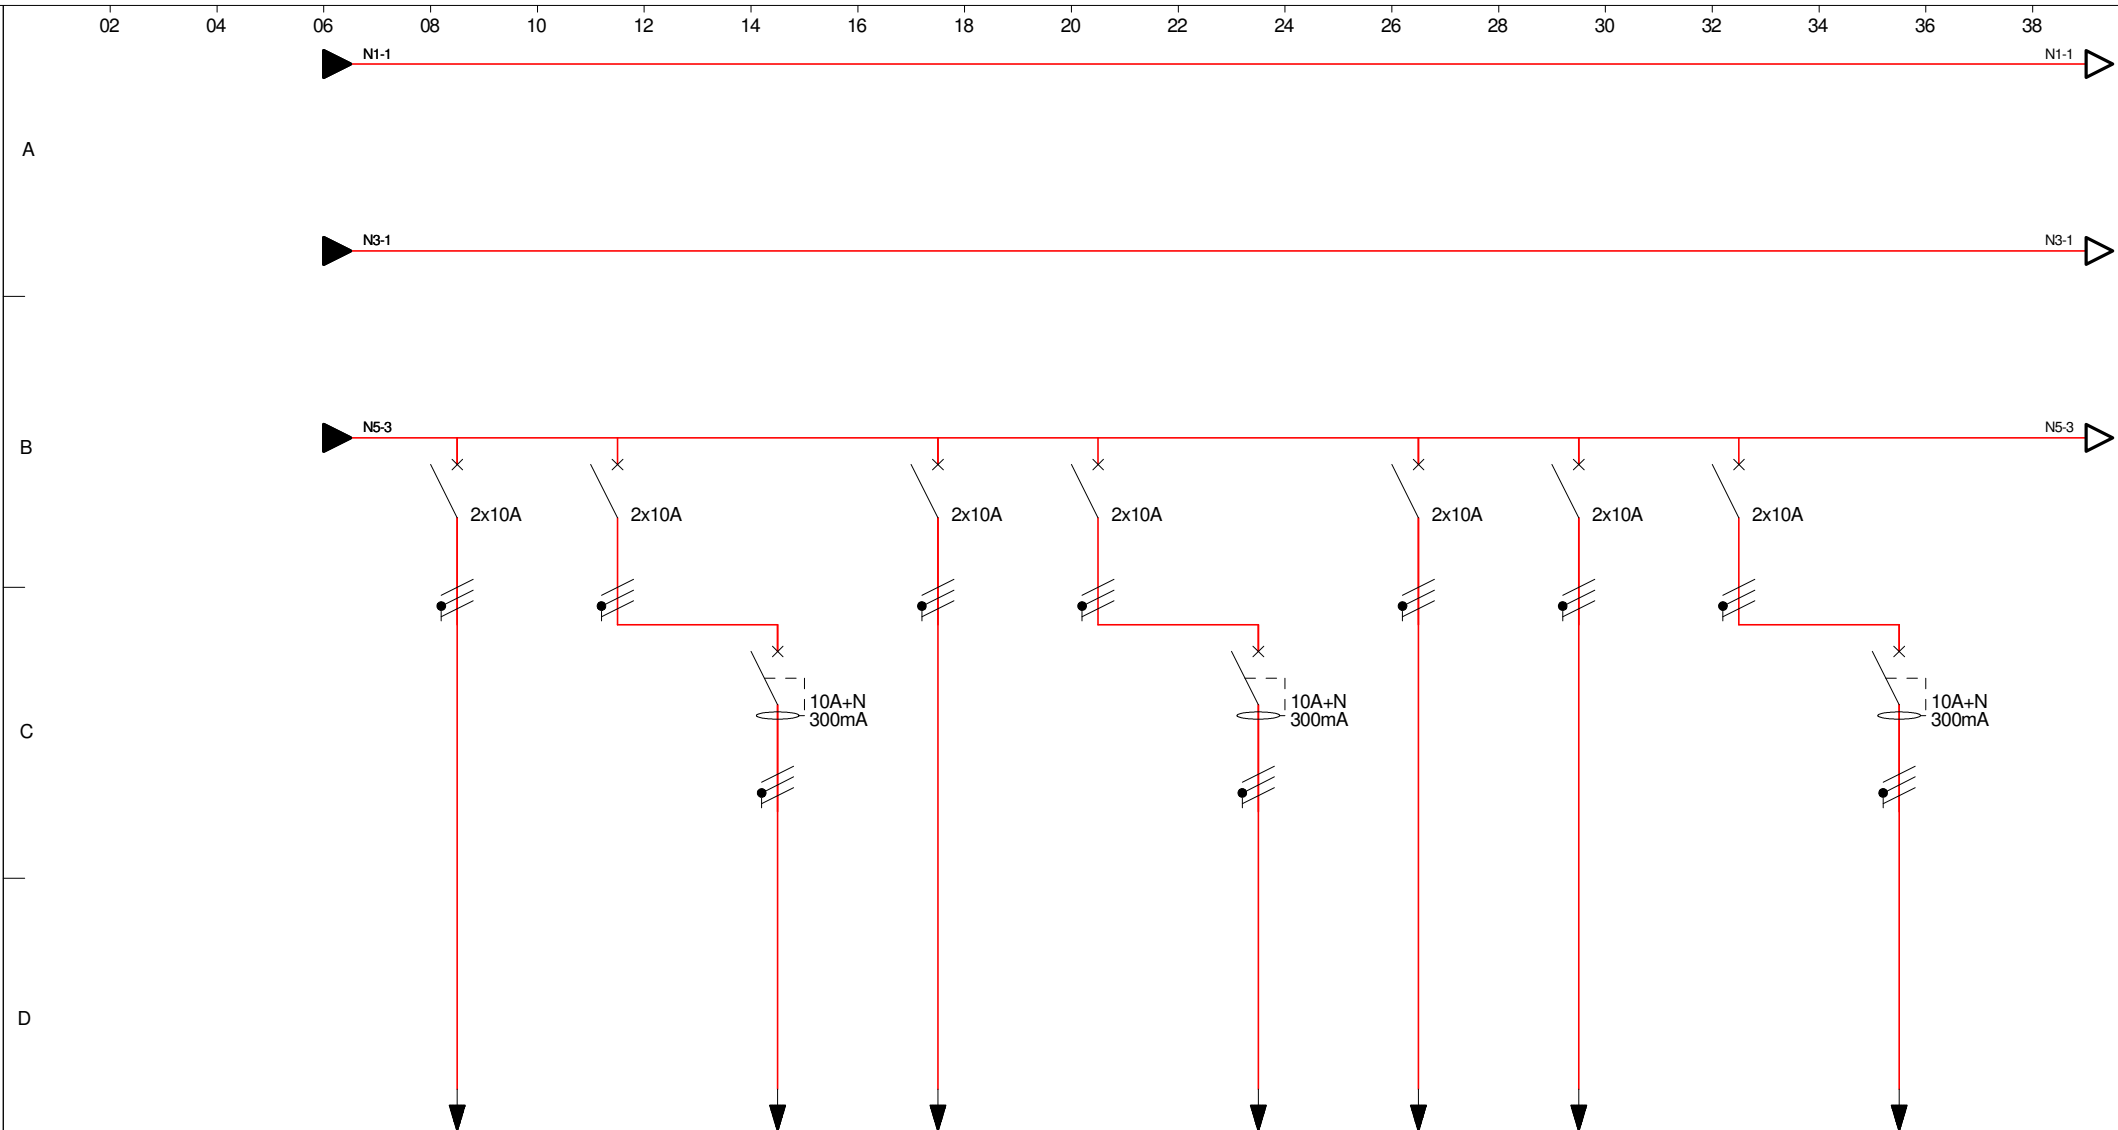 02 04 06 08 10 12 14 16 18 20 22 24 26 28 30 32 34 36 38
N1-1 N1-1
A
N3-1 N3-1
N5-3 N5-3
B
2x10A 2x10A 2x10A 2x10A 2x10A 2x10A 2x10A
10A+N 10A+N 10A+N
300mA 300mA 300mA
C
D